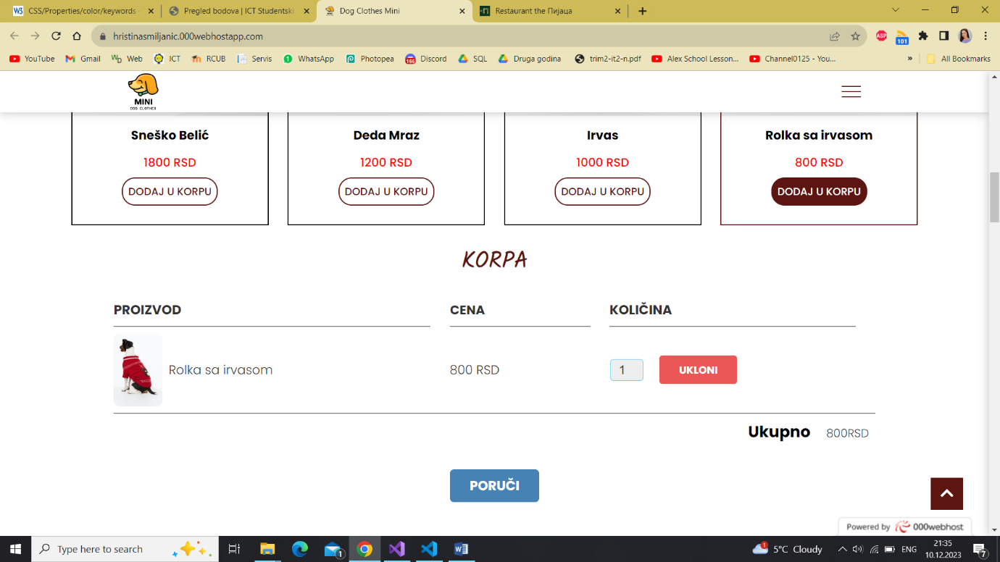 CSS/Properties/color/keywords
Pregled bodova | ICT Studentski
Dog Clothes Mini
Restaurant the Пијаца
hristinasmiljanic.000webhostapp.com
ABP
101
YouTube
Gmail
Web
ICT
RCUB
Servis
WhatsApp
Photopea
Discord
SQL
Druga godina
trim2-it2-n.pdf
Alex School Lesson...
Channel0125 - You...
»
All Bookmarks
MINI
DOG CLOTHES
Sneško Belić
Deda Mraz
Irvas
Rolka sa irvasom
1800 RSD
1200 RSD
1000 RSD
800 RSD
DODAJ U KORPU
DODAJ U KORPU
DODAJ U KORPU
DODAJ U KORPU
KORPA
PROIZVOD
CENA
KOLIČINA
Rolka sa irvasom
800 RSD
1
UKLONI
Ukupno
800RSD
PORUČI
Powered by 000webhost
Type here to search
1
1
5°C Cloudy
ENG
21:35
10.12.2023
7